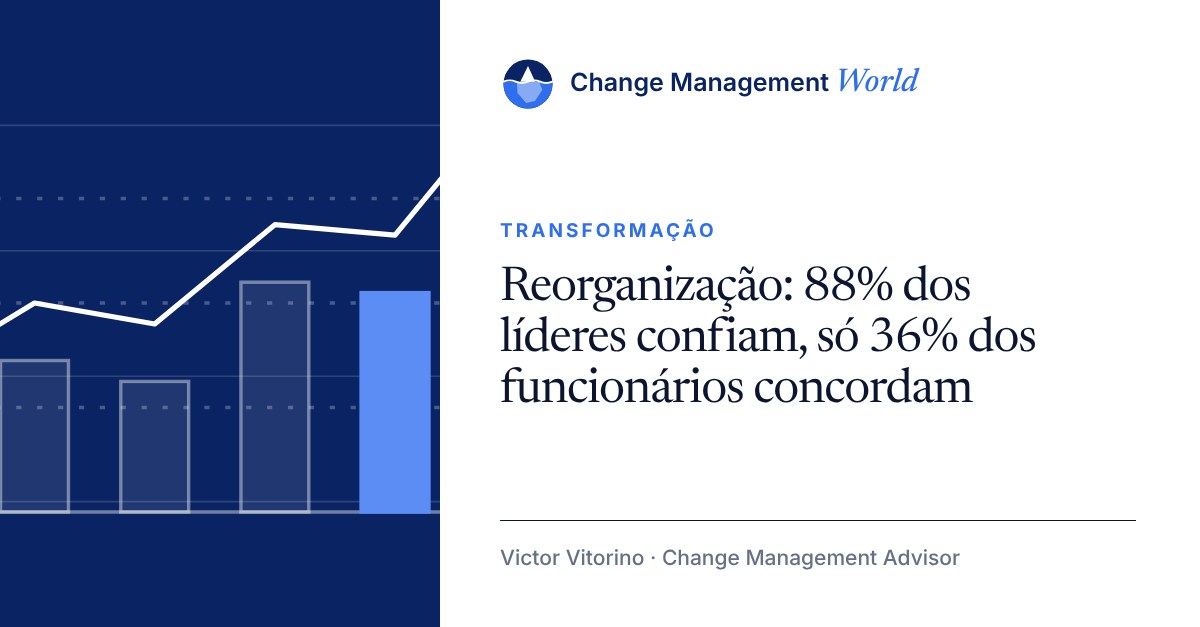 Change Management World
TRANSFORMAÇÃO
Reorganização: 88% dos
líderes confiam, só 36% dos
funcionários concordam
Victor Vitorino · Change Management Advisor